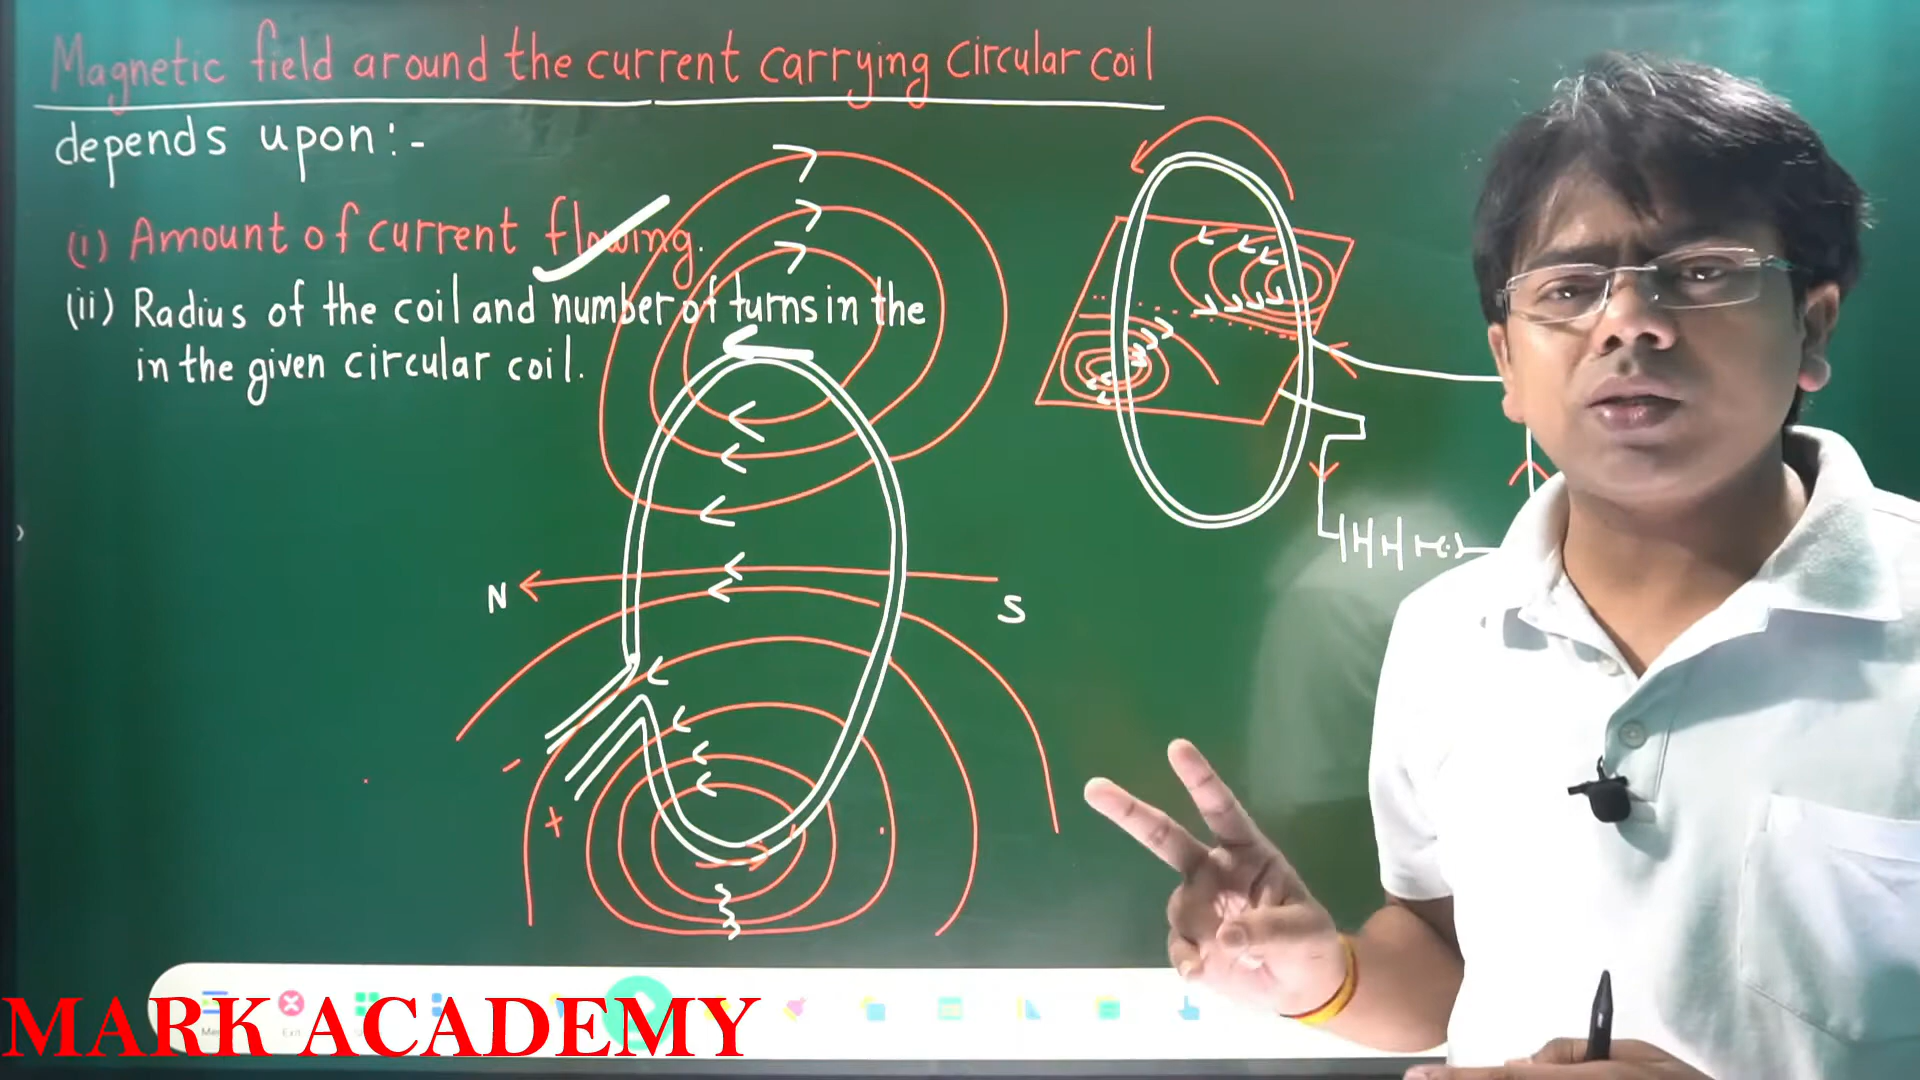 Magnetic field around the current carrying circular coil
depends upon:-
(i) Amount of current flowing.
(ii) Radius of the coil and number of turns in the
in the given circular coil.
N
S
-
+
MARK ACADEMY